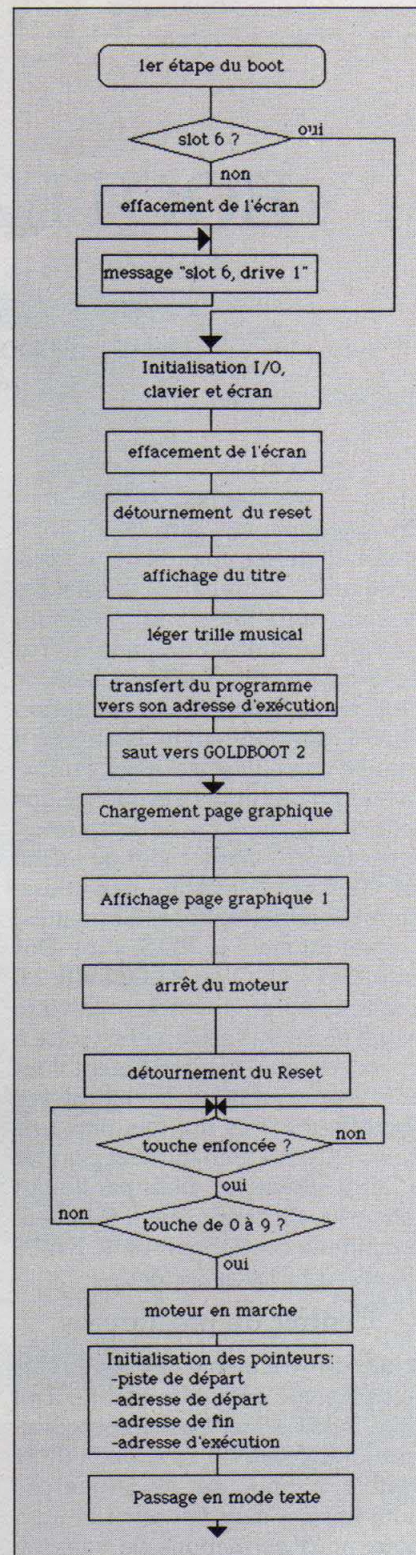 1er étape du boot
slot 6 ?
oui
non
effacement de l'écran
message "slot 6, drive 1"
Initialisation I/O,
clavier et écran
effacement de l'écran
détournement du reset
affichage du titre
léger trille musical
transfert du programme
vers son adresse d'exécution
saut vers GOLDBOOT 2
Chargement page graphique
Affichage page graphique 1
arrêt du moteur
détournement du Reset
touche enfoncée ?
non
oui
non
touche de 0 à 9 ?
oui
moteur en marche
Initialisation des pointeurs:
-piste de départ
-adresse de départ
-adresse de fin
-adresse d'exécution
Passage en mode texte